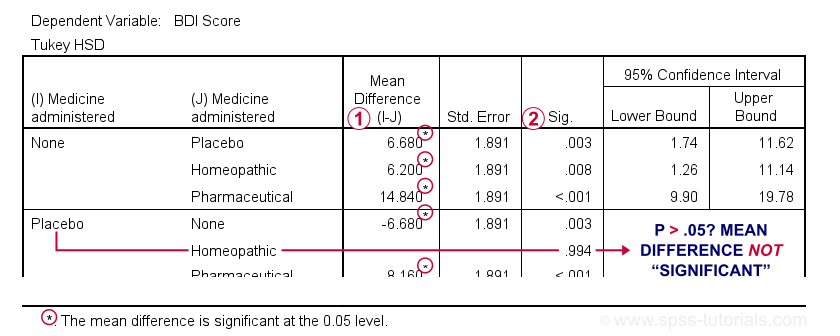 Dependent Variable: BDI Score
Tukey HSD
(I) Medicine administered (J) Medicine administered Mean Difference (I-J) Std. Error Sig. 95% Confidence Interval
1 2 Lower Bound Upper Bound
None Placebo 6.680* 1.891 .003 1.74 11.62
Homeopathic 6.200* 1.891 .008 1.26 11.14
Pharmaceutical 14.840* 1.891 <.001 9.90 19.78
Placebo None -6.680* 1.891 .003
Homeopathic .994
Pharmaceutical 8.160* 1.891 <.001
P > .05? MEAN
DIFFERENCE NOT
“SIGNIFICANT”
*. The mean difference is significant at the 0.05 level.
© www.spss-tutorials.com